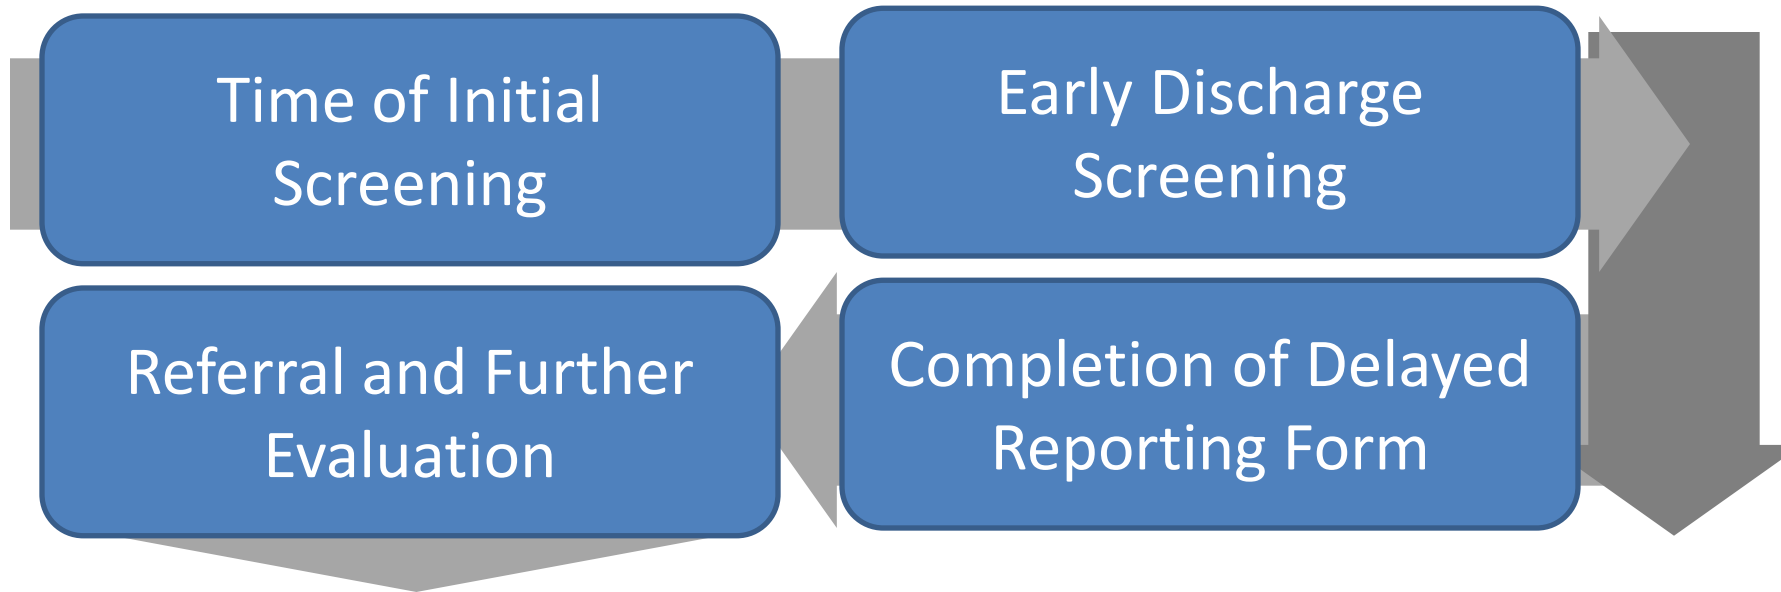 Time of Initial
Screening
Early Discharge
Screening
Referral and Further
Evaluation
Completion of Delayed
Reporting Form